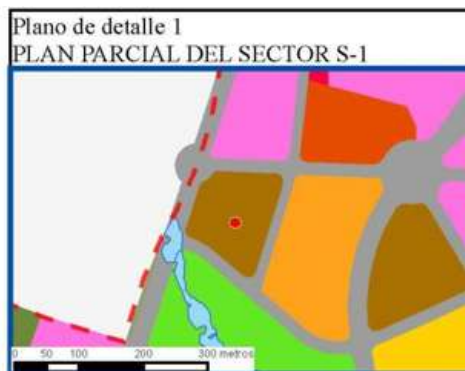 Plano de detalle 1
PLAN PARCIAL DEL SECTOR S-1
0 50 100 200 300 metros